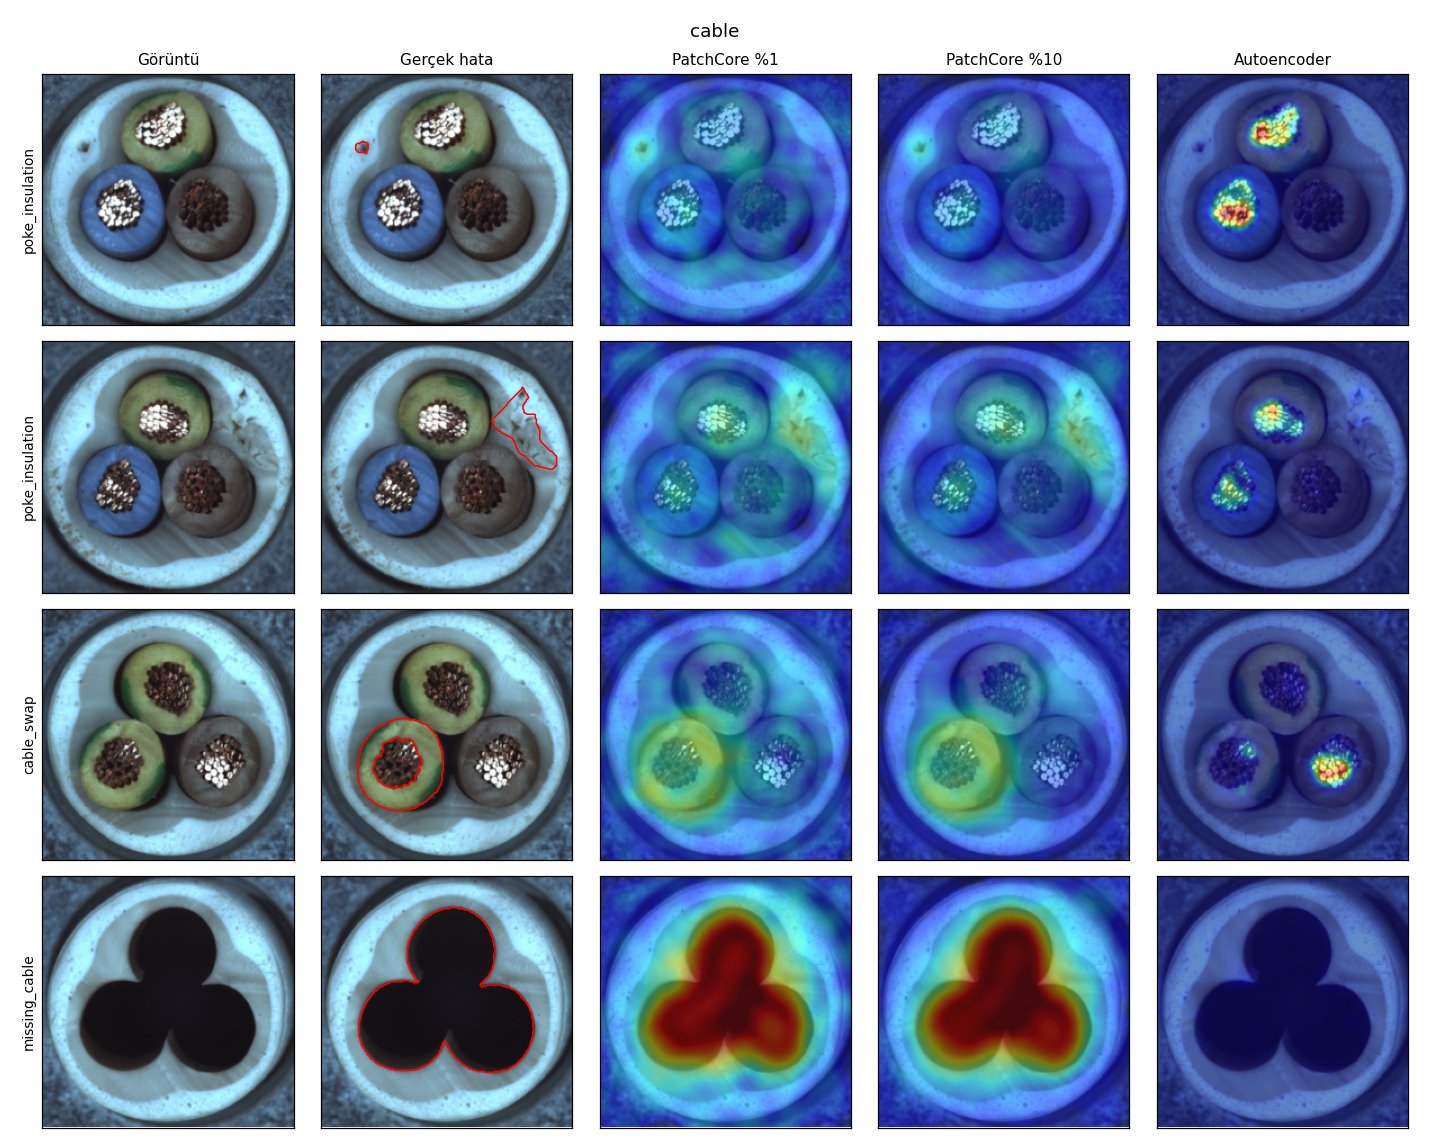 cable
Görüntü
Gerçek hata
PatchCore %1
PatchCore %10
Autoencoder
poke_insulation
poke_insulation
cable_swap
missing_cable